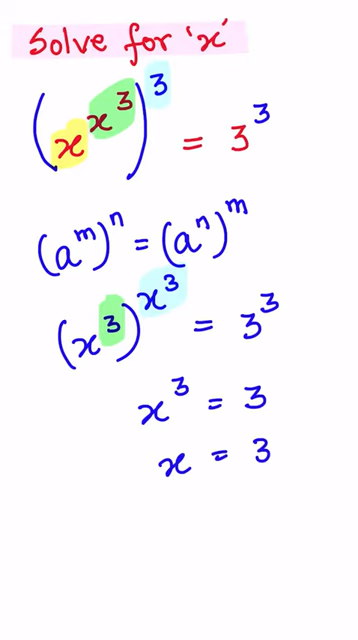 Solve for 'x'
(x^{x^3})^3 = 3^3
(a^m)^n = (a^n)^m
(x^3)^{x^3} = 3^3
x^3 = 3
x = 3